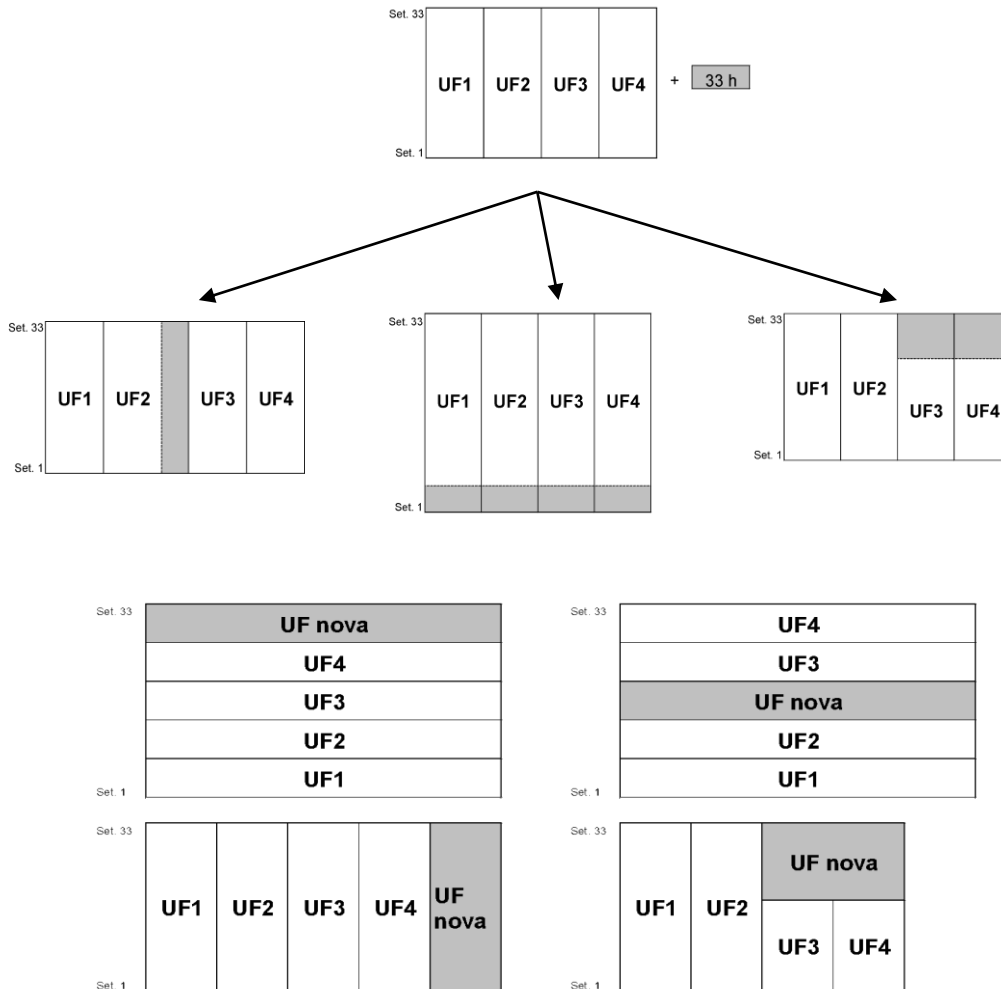 Set. 33
UF1 UF2 UF3 UF4 + 33 h
Set. 1
Set. 33
UF1 UF2 UF3 UF4
Set. 1
Set. 33
UF1 UF2 UF3 UF4
Set. 1
Set. 33
UF1 UF2 UF3 UF4
Set. 1
Set. 33
UF nova
UF4
UF3
UF2
UF1
Set. 1
Set. 33
UF4
UF3
UF nova
UF2
UF1
Set. 1
Set. 33
UF1 UF2 UF3 UF4 UF
nova
Set. 1
Set. 33
UF nova
UF1 UF2
UF3 UF4
Set. 1